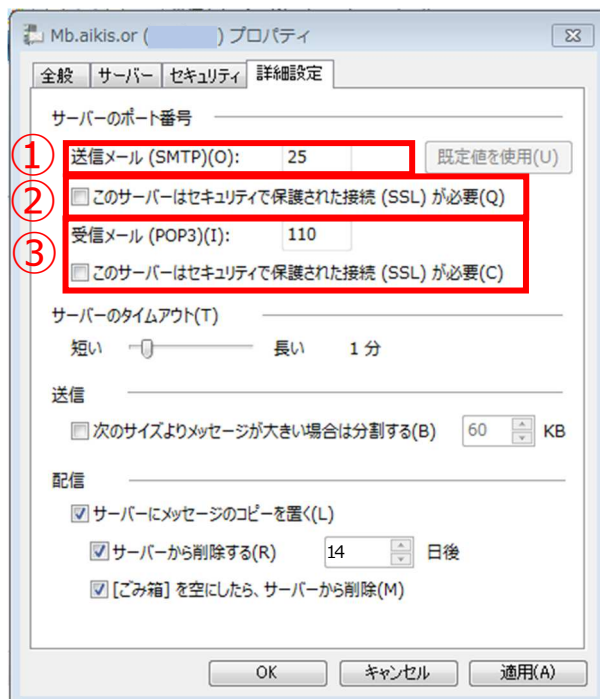 Mb.aikis.or ( ) プロパティ
全般 サーバー セキュリティ 詳細設定
サーバーのポート番号
① 送信メール (SMTP)(O): 25 既定値を使用(U)
② このサーバーはセキュリティで保護された接続 (SSL) が必要(Q)
③ 受信メール (POP3)(I): 110
このサーバーはセキュリティで保護された接続 (SSL) が必要(C)
サーバーのタイムアウト(T)
短い 長い 1 分
送信
次のサイズよりメッセージが大きい場合は分割する(B) 60 KB
配信
サーバーにメッセージのコピーを置く(L)
サーバーから削除する(R) 14 日後
[ごみ箱] を空にしたら、サーバーから削除(M)
OK キャンセル 適用(A)